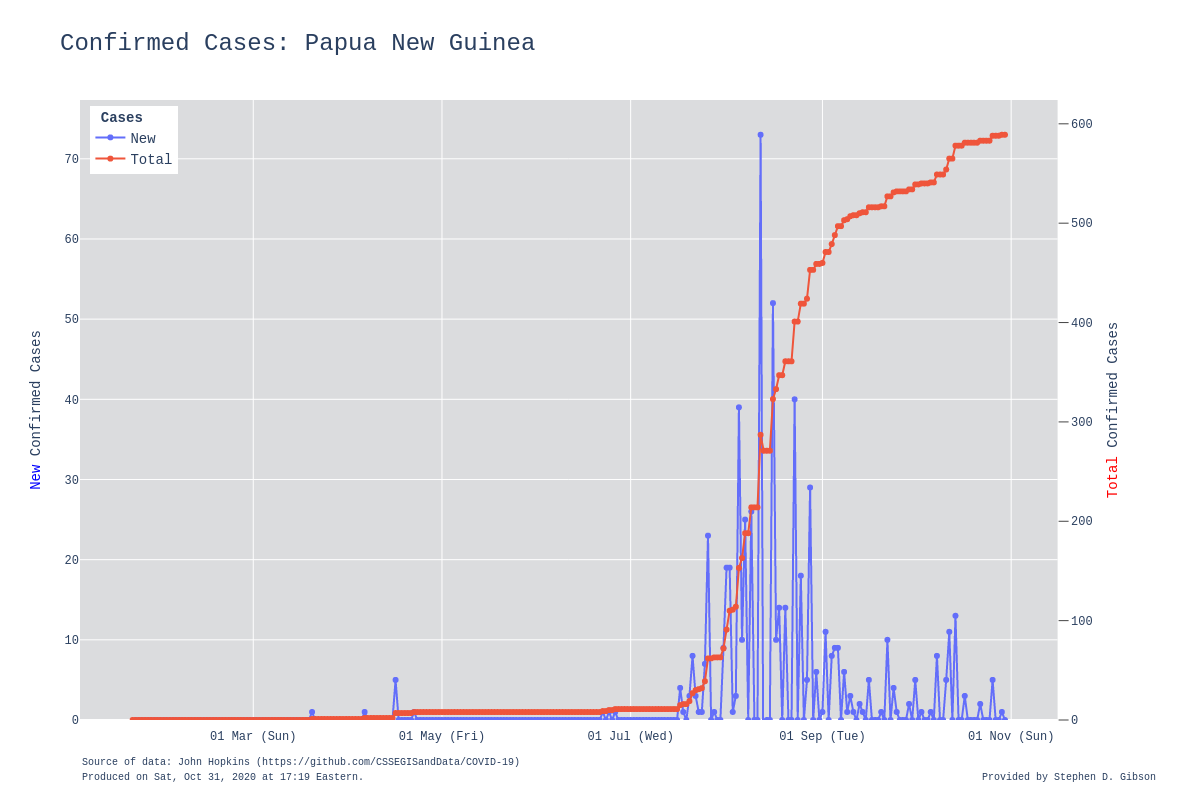 Confirmed Cases: Papua New Guinea
Cases
New
Total
70
60
50
40
30
20
10
0
600
500
400
300
200
100
0
New Confirmed Cases
Total Confirmed Cases
01 Mar (Sun) 01 May (Fri) 01 Jul (Wed) 01 Sep (Tue) 01 Nov (Sun)
Source of data: John Hopkins (https://github.com/CSSEGISandData/COVID-19)
Produced on Sat, Oct 31, 2020 at 17:19 Eastern.
Provided by Stephen D. Gibson